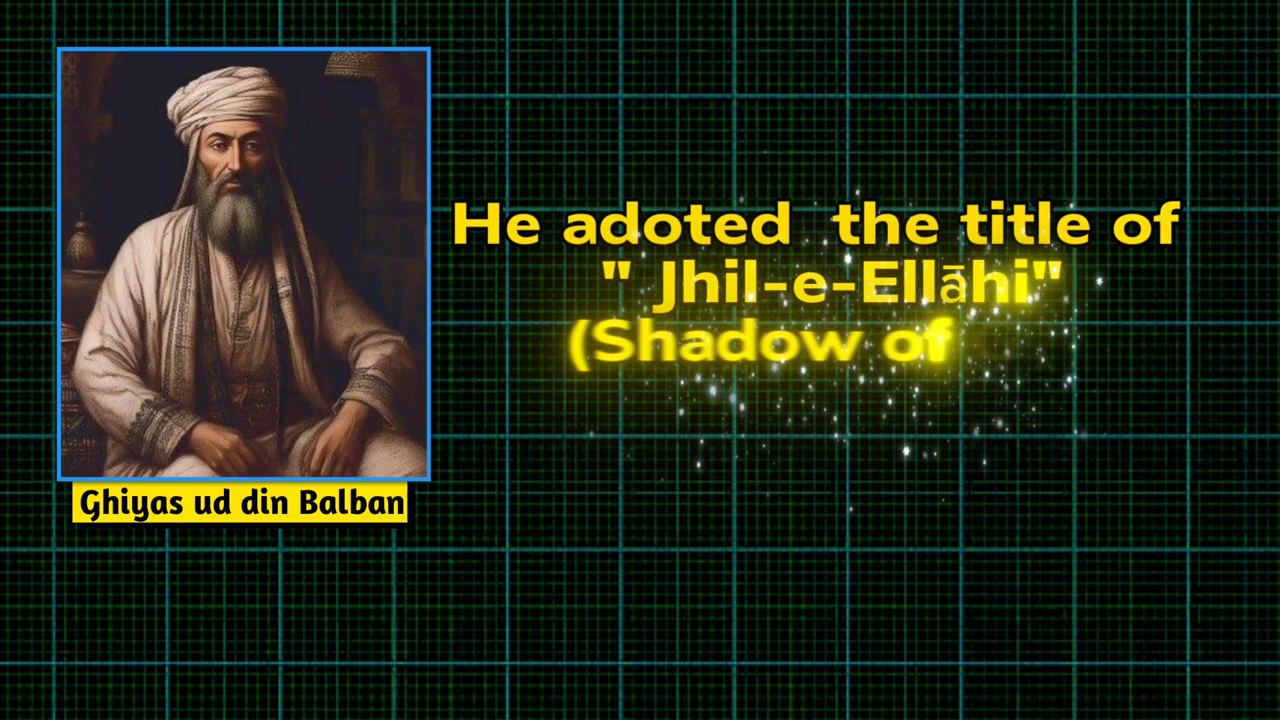 He adoted the title of
" Jhil-e-Ellāhi"
(Shadow of
Ghiyas ud din Balban